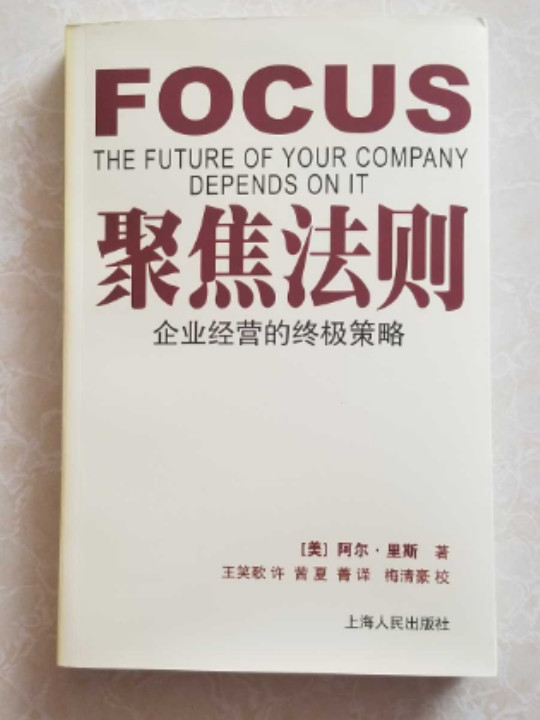 FOCUS
THE FUTURE OF YOUR COMPANY
DEPENDS ON IT
聚焦法则
企业经营的终极策略
[美] 阿尔·里斯 著
王笑歌 许 茜 夏 菁 译 梅清豪 校
上海人民出版社